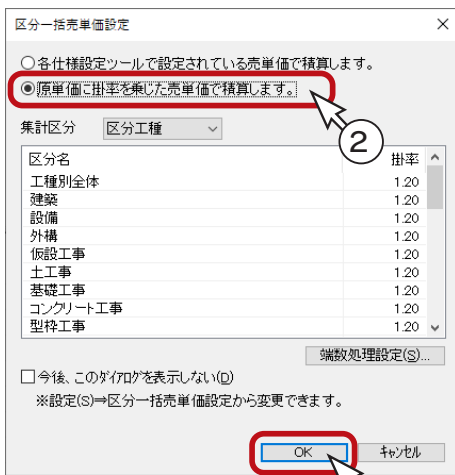 区分一括売単価設定
各仕様設定ツールで設定されている売単価で積算します。
原単価に掛率を乗じた売単価で積算します。
②
集計区分 区分工種
区分名 掛率
工種別全体 1.20
建築 1.20
設備 1.20
外構 1.20
仮設工事 1.20
土工事 1.20
基礎工事 1.20
コンクリート工事 1.20
型枠工事 1.20
端数処理設定(S)...
今後、このダイアログを表示しない(D)
※設定(S)⇒区分一括売単価設定から変更できます。
OK キャンセル